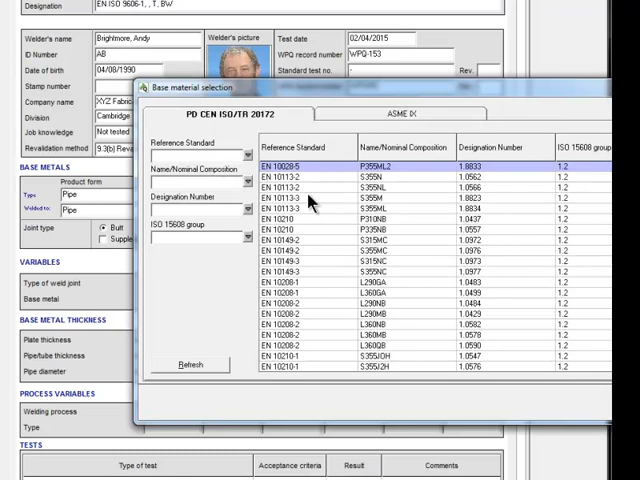 Designation EN ISO 9606-1, , T, BW
Welder's name Brightmore, Andy Welder's picture Test date 02/04/2015
ID Number AB WPQ record number WPQ-153
Date of birth 04/08/1990 Standard test no. - Rev.
Stamp number
Company name XYZ Fabric
Division Cambridge
Job knowledge Not tested
Revalidation method 9.3(b) Reva
BASE METALS
Product form
Type Pipe
Welded to: Pipe
Joint type Butt
Supple
VARIABLES
Type of weld joint
Base metal
BASE METAL THICKNESS
Plate thickness
Pipe/tube thickness
Pipe diameter
PROCESS VARIABLES
Welding process
Type
TESTS
Type of test Acceptance criteria Result Comments
Base material selection
PD CEN ISO/TR 20172 ASME IX
Reference Standard
Name/Nominal Composition
Designation Number
ISO 15608 group
Refresh
Reference Standard Name/Nominal Composition Designation Number ISO 15608 group
EN 10028-5 P355ML2 1.8833 1.2
EN 10113-2 S355N 1.0562 1.2
EN 10113-2 S355NL 1.0566 1.2
EN 10113-3 S355M 1.8823 1.2
EN 10113-3 S355ML 1.8834 1.2
EN 10210 P310NB 1.0437 1.2
EN 10210 P335NB 1.0557 1.2
EN 10149-2 S315MC 1.0972 1.2
EN 10149-2 S355MC 1.0976 1.2
EN 10149-3 S315NC 1.0973 1.2
EN 10149-3 S355NC 1.0977 1.2
EN 10208-1 L290GA 1.0483 1.2
EN 10208-1 L360GA 1.0499 1.2
EN 10208-2 L290NB 1.0484 1.2
EN 10208-2 L290MB 1.0429 1.2
EN 10208-2 L360NB 1.0582 1.2
EN 10208-2 L360MB 1.0578 1.2
EN 10208-2 L360QB 1.0590 1.2
EN 10210-1 S355JOH 1.0547 1.2
EN 10210-1 S355J2H 1.0576 1.2